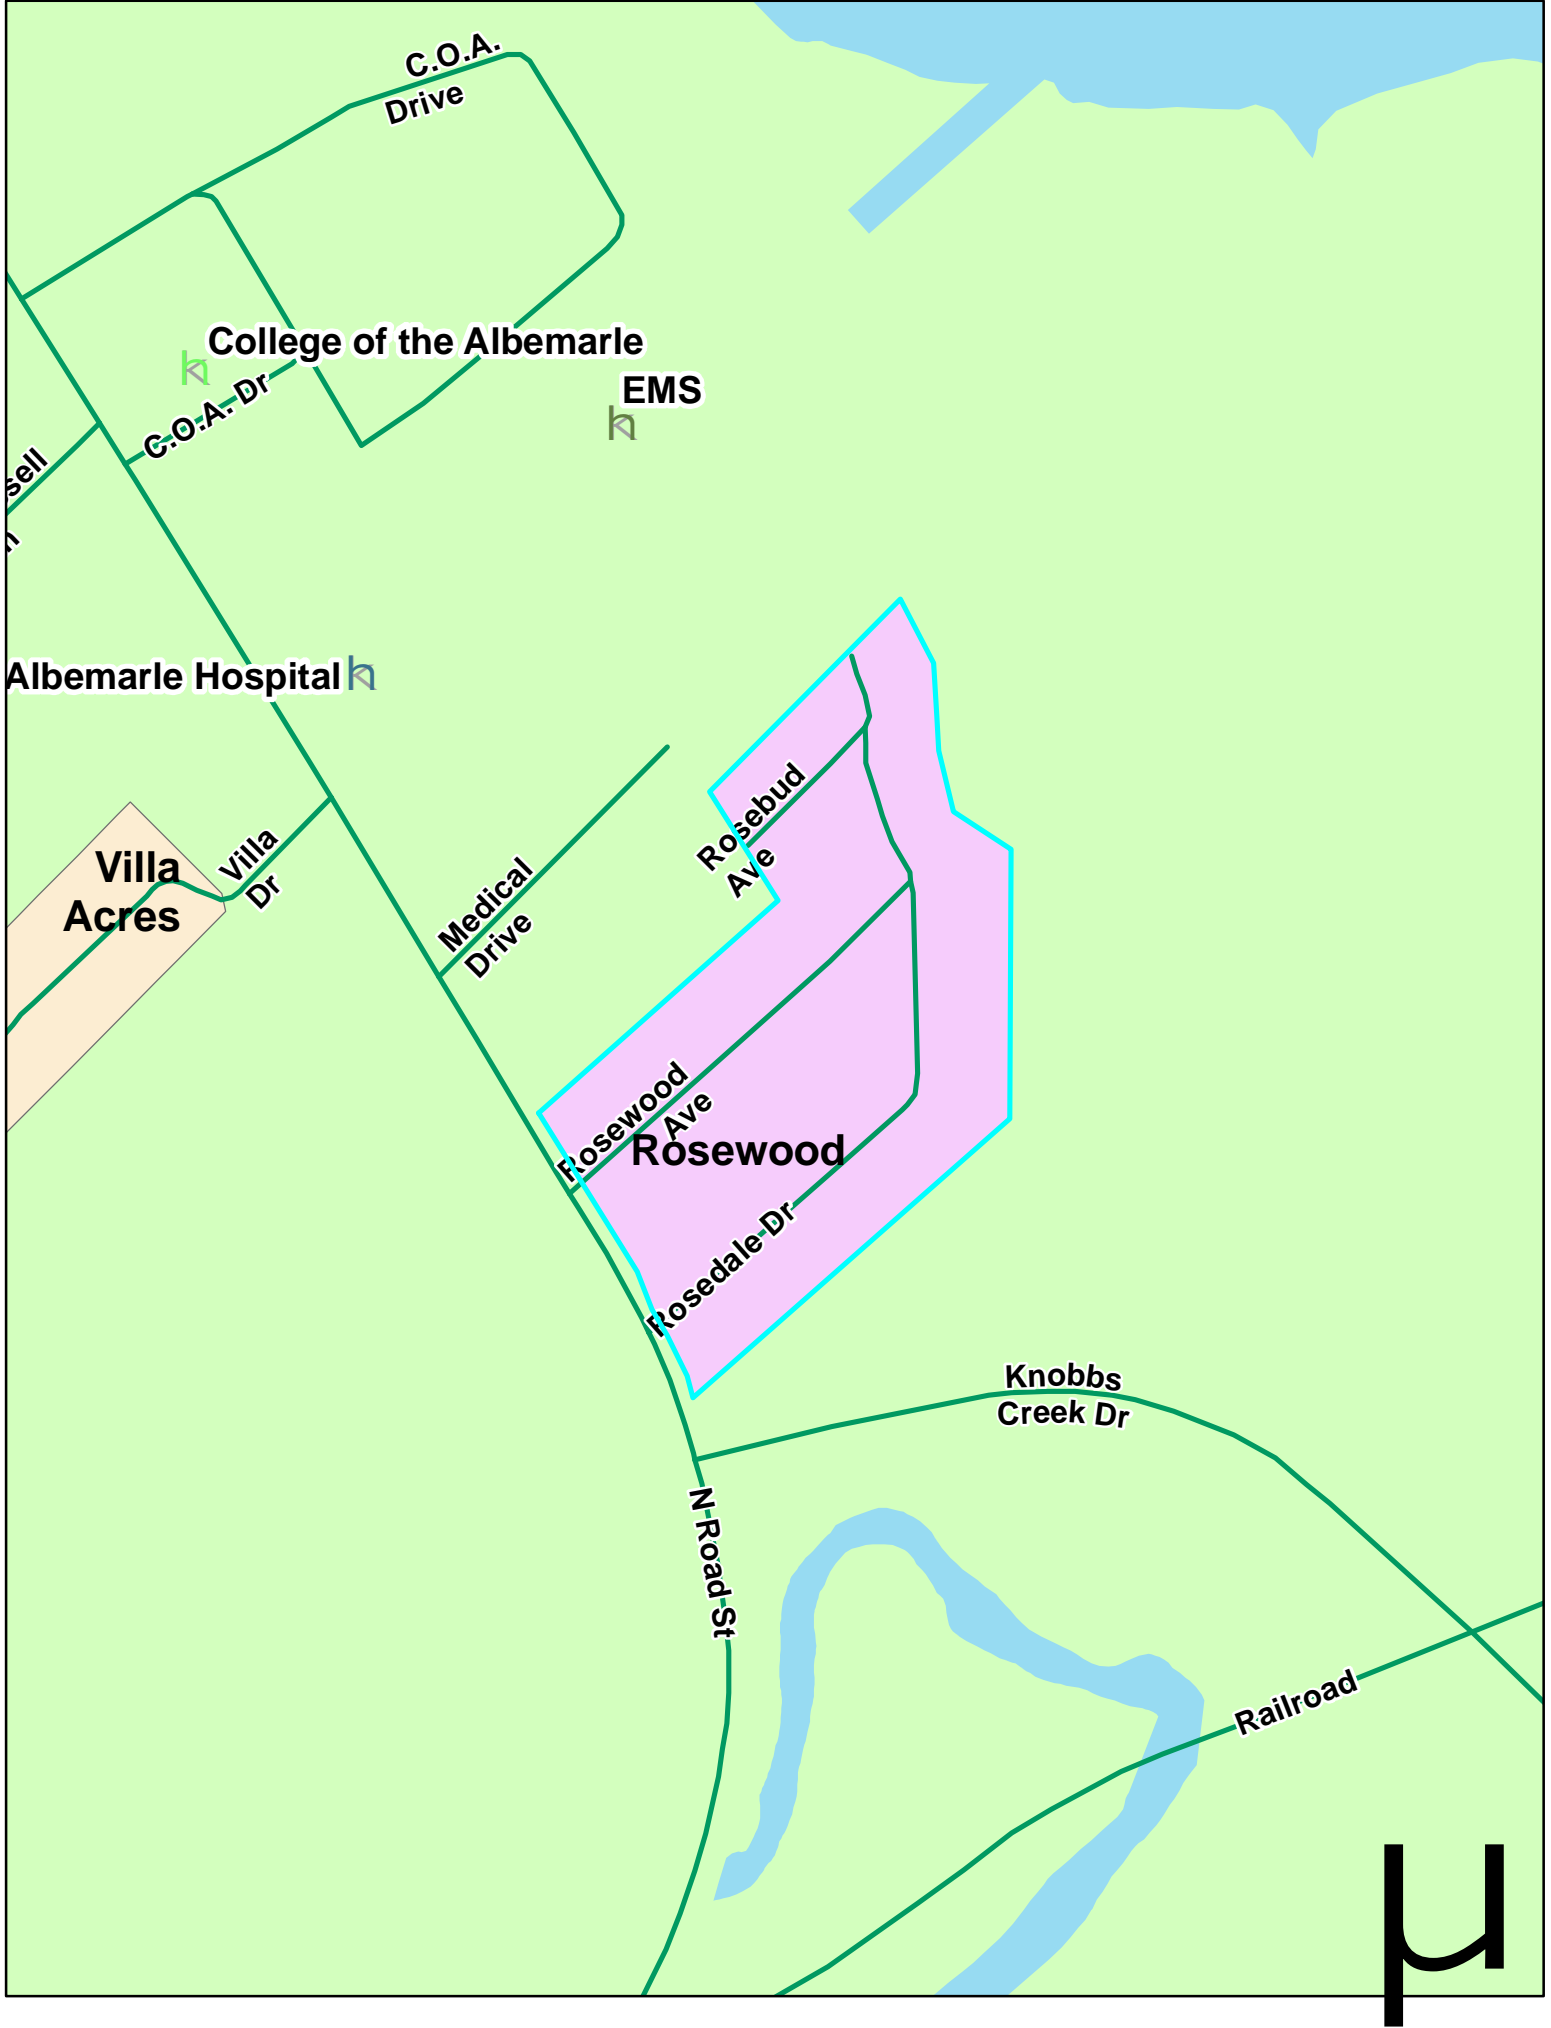 C.O.A.
Drive
College of the Albemarle
C.O.A. Dr
EMS
sell
Albemarle Hospital
Villa
Acres
Villa
Dr
Medical
Drive
Rosebud
Ave
Rosewood
Ave
Rosewood
Rosedale Dr
Knobbs
Creek Dr
N Road St
Railroad
µ